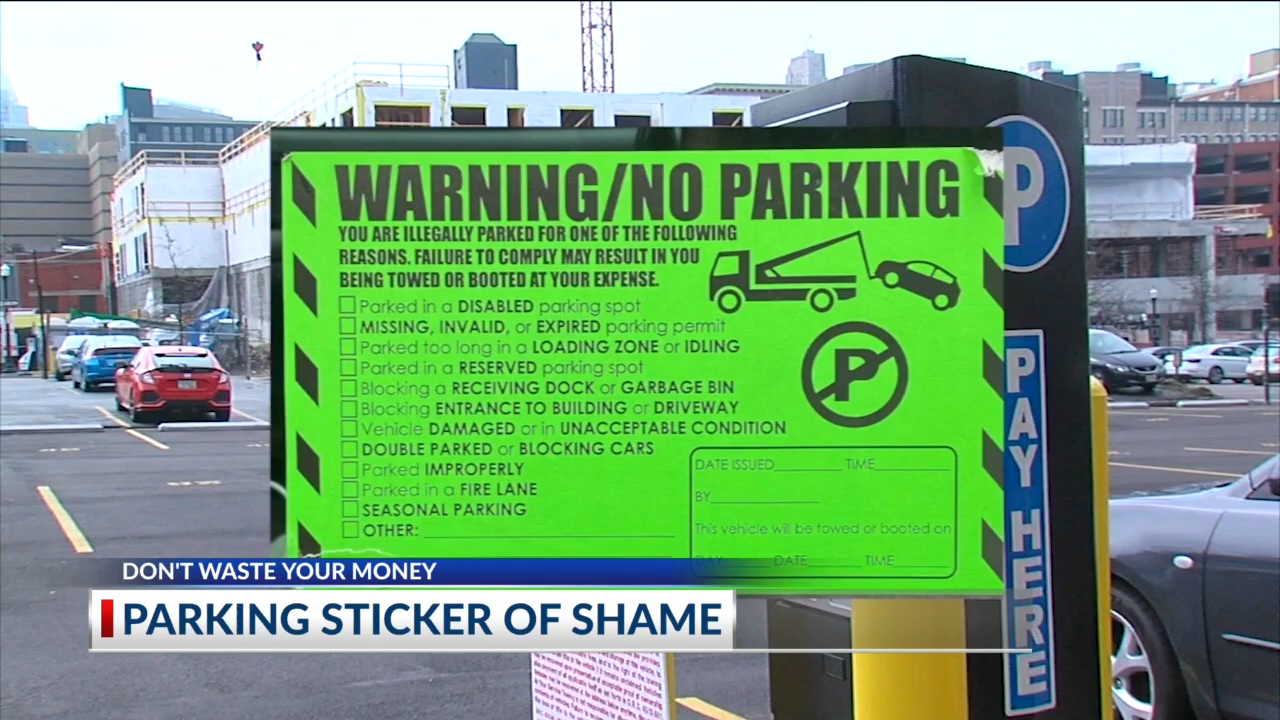 WARNING/NO PARKING
YOU ARE ILLEGALLY PARKED FOR ONE OF THE FOLLOWING
REASONS. FAILURE TO COMPLY MAY RESULT IN YOU
BEING TOWED OR BOOTED AT YOUR EXPENSE.
Parked in a DISABLED parking spot
MISSING, INVALID, or EXPIRED parking permit
Parked too long in a LOADING ZONE or IDLING
Parked in a RESERVED parking spot
Blocking a RECEIVING DOCK or GARBAGE BIN
Blocking ENTRANCE TO BUILDING or DRIVEWAY
Vehicle DAMAGED or in UNACCEPTABLE CONDITION
DOUBLE PARKED or BLOCKING CARS
Parked IMPROPERLY
Parked in a FIRE LANE
SEASONAL PARKING
OTHER:
P
DATE ISSUED TIME
BY
This vehicle will be towed or booted on
DAY DATE TIME
P
PAY HERE
DON'T WASTE YOUR MONEY
PARKING STICKER OF SHAME